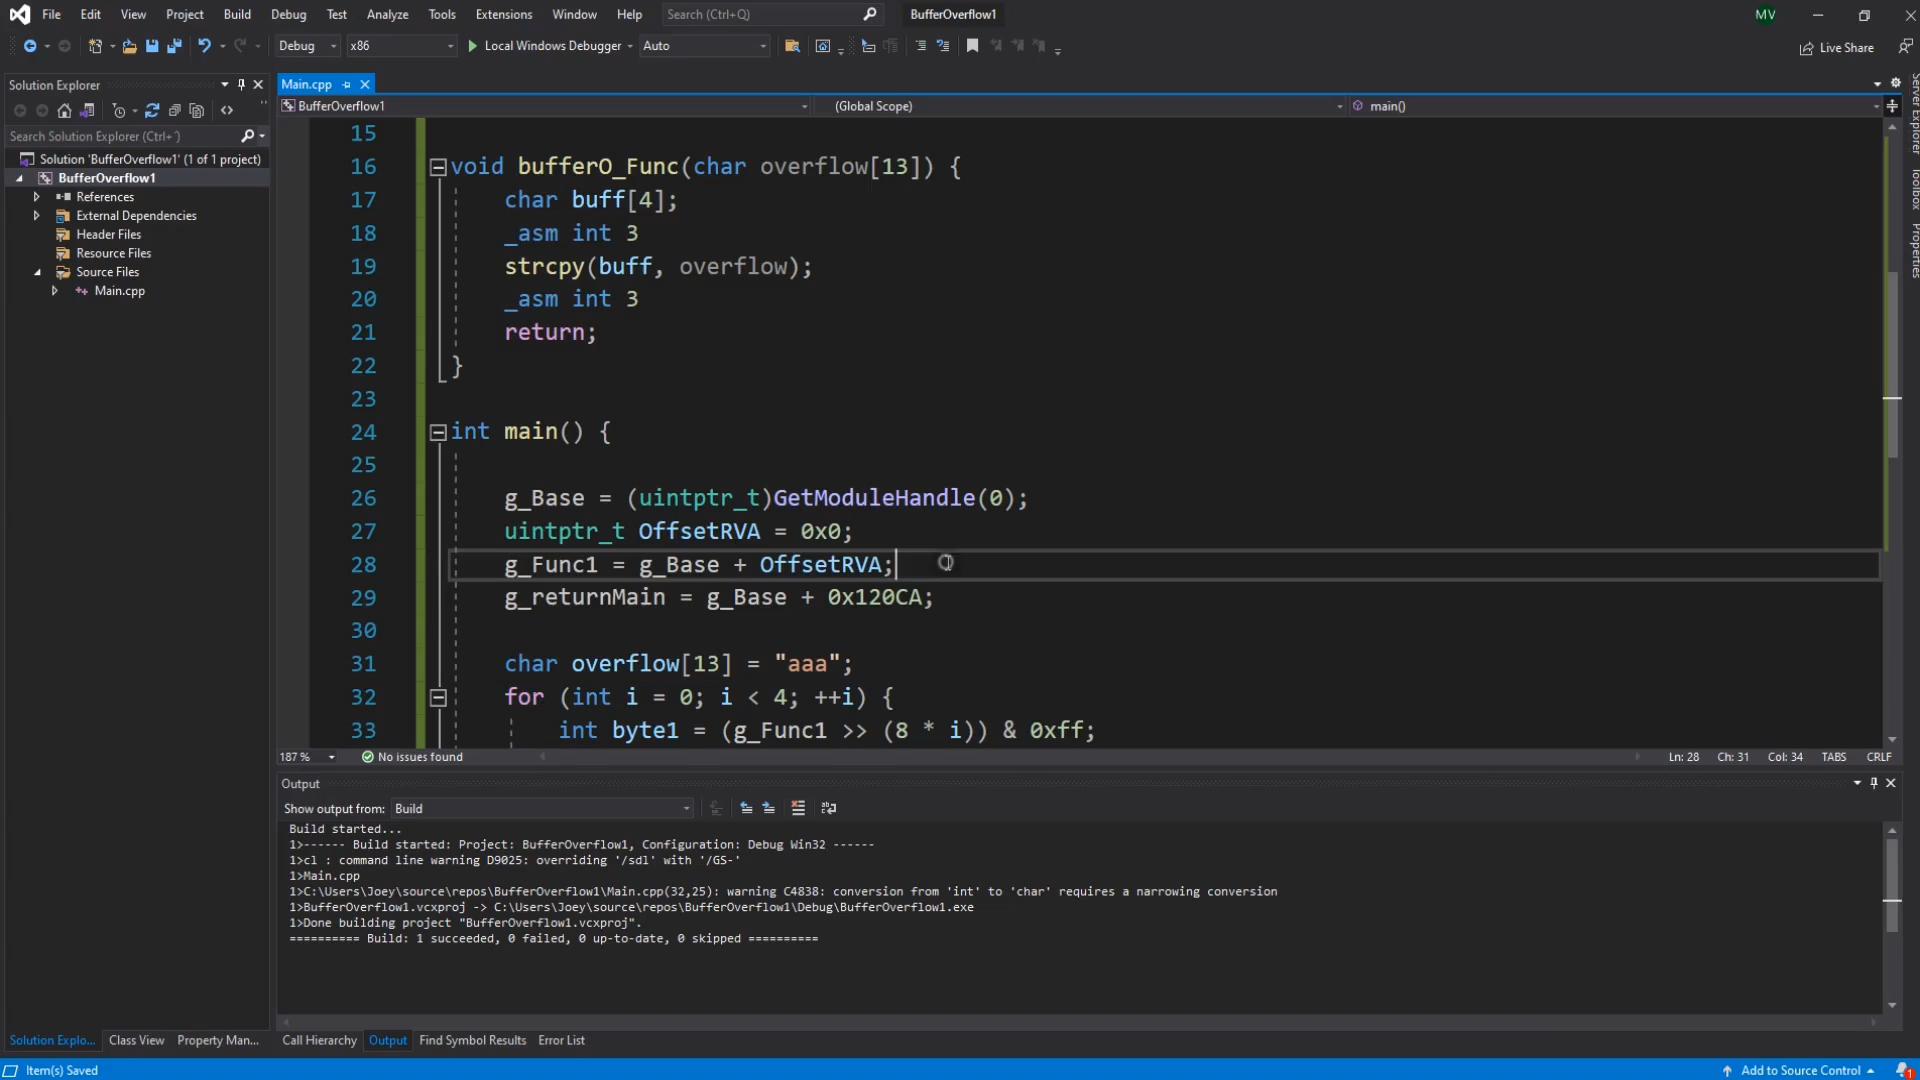 File Edit View Project Build Debug Test Analyze Tools Extensions Window Help Search (Ctrl+Q) BufferOverflow1 MV
Debug x86 Local Windows Debugger Auto Live Share
Solution Explorer
Search Solution Explorer (Ctrl+¨)
Solution 'BufferOverflow1' (1 of 1 project)
BufferOverflow1
References
External Dependencies
Header Files
Resource Files
Source Files
Main.cpp
Main.cpp
BufferOverflow1 (Global Scope) main()
15
16 void bufferO_Func(char overflow[13]) {
17 char buff[4];
18 _asm int 3
19 strcpy(buff, overflow);
20 _asm int 3
21 return;
22 }
23
24 int main() {
25
26 g_Base = (uintptr_t)GetModuleHandle(0);
27 uintptr_t OffsetRVA = 0x0;
28 g_Func1 = g_Base + OffsetRVA;
29 g_returnMain = g_Base + 0x120CA;
30
31 char overflow[13] = "aaa";
32 for (int i = 0; i < 4; ++i) {
33 int byte1 = (g_Func1 >> (8 * i)) & 0xff;
187 % No issues found Ln: 28 Ch: 31 Col: 34 TABS CRLF
Output
Show output from: Build
Build started...
1>------ Build started: Project: BufferOverflow1, Configuration: Debug Win32 ------
1>cl : command line warning D9025: overriding '/sdl' with '/GS-'
1>Main.cpp
1>C:\Users\Joey\source\repos\BufferOverflow1\Main.cpp(32,25): warning C4838: conversion from 'int' to 'char' requires a narrowing conversion
1>BufferOverflow1.vcxproj -> C:\Users\Joey\source\repos\BufferOverflow1\Debug\BufferOverflow1.exe
1>Done building project "BufferOverflow1.vcxproj".
========== Build: 1 succeeded, 0 failed, 0 up-to-date, 0 skipped ==========
Solution Explo... Class View Property Man... Call Hierarchy Output Find Symbol Results Error List
Item(s) Saved Add to Source Control 1
Server Explorer
Toolbox
Properties